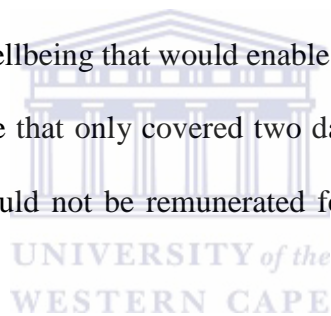 ellbeing that would enable
e that only covered two da
uld not be remunerated fo
UNIVERSITY of the
WESTERN CAPE